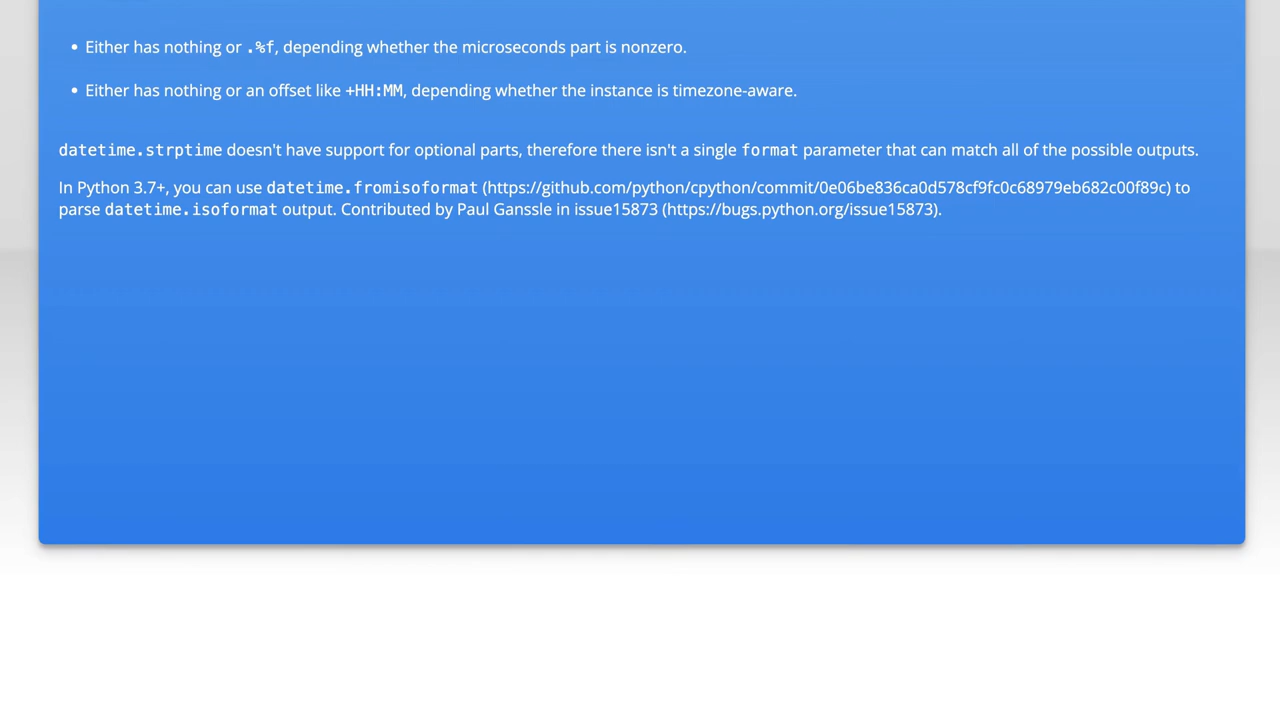 • Either has nothing or .%f, depending whether the microseconds part is nonzero.
• Either has nothing or an offset like +HH:MM, depending whether the instance is timezone-aware.
datetime.strptime doesn't have support for optional parts, therefore there isn't a single format parameter that can match all of the possible outputs.
In Python 3.7+, you can use datetime.fromisoformat (https://github.com/python/cpython/commit/0e06be836ca0d578cf9fc0c68979eb682c00f89c) to
parse datetime.isoformat output. Contributed by Paul Ganssle in issue15873 (https://bugs.python.org/issue15873).